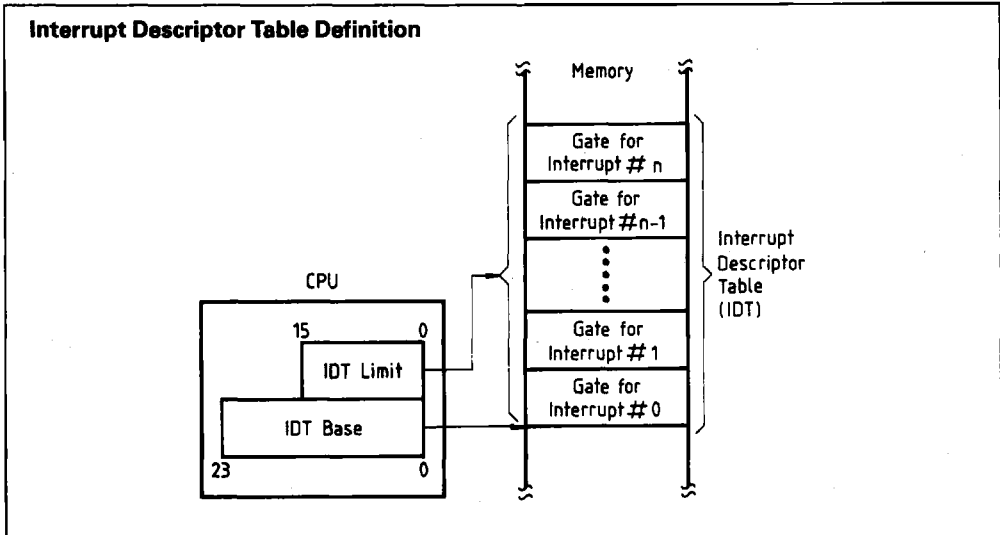 Interrupt Descriptor Table Definition
Memory
Gate for
Interrupt # n
Gate for
Interrupt #n-1
Interrupt
Descriptor
Table
(IDT)
CPU
15 0
IDT Limit
IDT Base
23 0
Gate for
Interrupt # 1
Gate for
Interrupt # 0